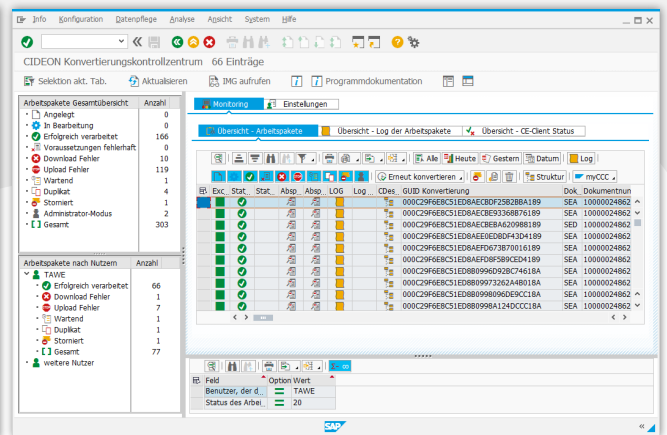 Info Konfiguration Datenpflege Analyse Ansicht System Hilfe
CIDEON Konvertierungskontrollzentrum 66 Einträge
Selektion akt. Tab. Aktualisieren IMG aufrufen Programmdokumentation
Arbeitspakete Gesamtübersicht Anzahl
Angelegt 0
In Bearbeitung 0
Erfolgreich verarbeitet 166
Voraussetzungen fehlerhaft 0
Download Fehler 10
Upload Fehler 119
Wartend 1
Duplikat 4
Storniert 1
Administrator-Modus 2
Gesamt 303
Arbeitspakete nach Nutzern Anzahl
TAWE
Erfolgreich verarbeitet 66
Download Fehler 1
Upload Fehler 7
Wartend 1
Duplikat 1
Storniert 1
Gesamt 77
weitere Nutzer
Monitoring Einstellungen
Übersicht - Arbeitspakete Übersicht - Log der Arbeitspakete Übersicht - CE-Client Status
Alle Heute Gestern Datum Log
Erneut konvertieren Struktur myCCC
Exc Stat... Stat... Absp... Absp... LOG Log ... CDes_ GUID Konvertierung Dok_ Dokumentnun
000C29F6E8C51ED8AECBDF25B2BBA189 SEA 10000024862
000C29F6E8C51ED8AECBE9336BB76189 SEA 10000024862
000C29F6E8C51ED8AECBEBA620988189 SED 10000024862
000C29F6E8C51ED8AEE0EDBDF43D4189 SEA 10000024862
000C29F6E8C51ED8AEFD673B70016189 SEA 10000024862
000C29F6E8C51ED8AEFD8F5B9CED4189 SEA 10000024862
000C29F6E8C51ED8B0996D92BC74618A SEA 10000024862
000C29F6E8C51ED8B09973262A4B018A SEA 10000024862
000C29F6E8C51ED8B098096DE9CC18A SEA 10000024862
000C29F6E8C51ED8B099BA124DCCC18A SEA 10000024862
Feld Option Wert
Benutzer, der d... TAWE
Status des Arbei... 20
SAP